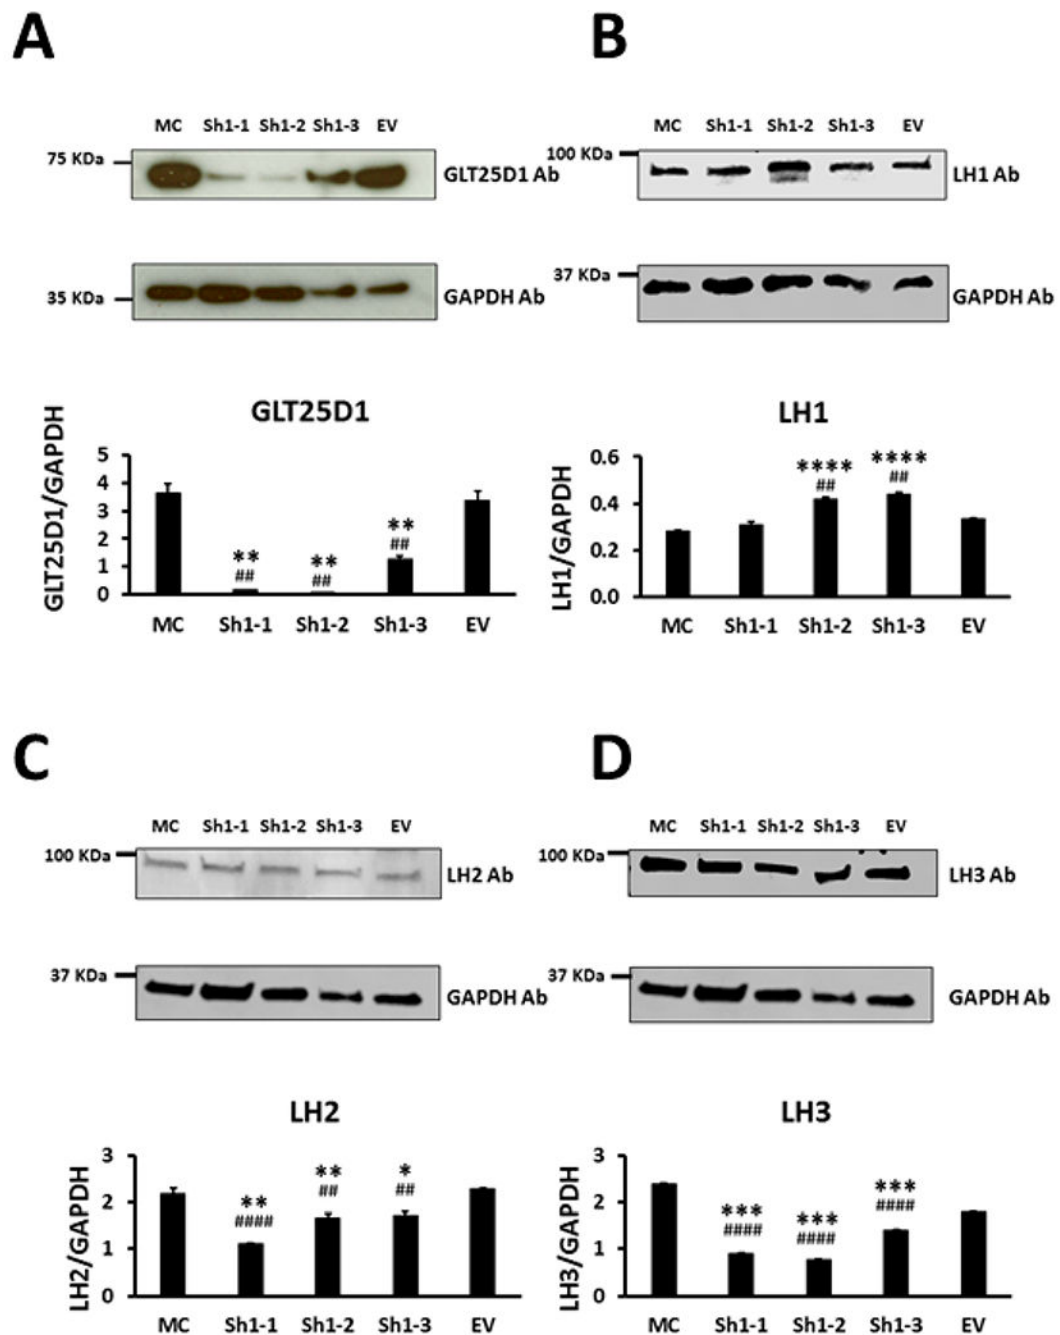 A
B
MC Sh1-1 Sh1-2 Sh1-3 EV
75 KDa
GLT25D1 Ab
35 KDa
GAPDH Ab
MC Sh1-1 Sh1-2 Sh1-3 EV
100 KDa
LH1 Ab
37 KDa
GAPDH Ab
GLT25D1
GLT25D1/GAPDH
5
4
3
2
1
0
** ** **
## ## ##
MC Sh1-1 Sh1-2 Sh1-3 EV
LH1
LH1/GAPDH
0.6
0.4
0.2
0.0
**** ****
## ##
MC Sh1-1 Sh1-2 Sh1-3 EV
C
D
MC Sh1-1 Sh1-2 Sh1-3 EV
100 KDa
LH2 Ab
37 KDa
GAPDH Ab
MC Sh1-1 Sh1-2 Sh1-3 EV
100 KDa
LH3 Ab
37 KDa
GAPDH Ab
LH2
LH2/GAPDH
3
2
1
0
** ** *
#### ## ##
MC Sh1-1 Sh1-2 Sh1-3 EV
LH3
LH3/GAPDH
3
2
1
0
*** *** ***
#### #### ####
MC Sh1-1 Sh1-2 Sh1-3 EV